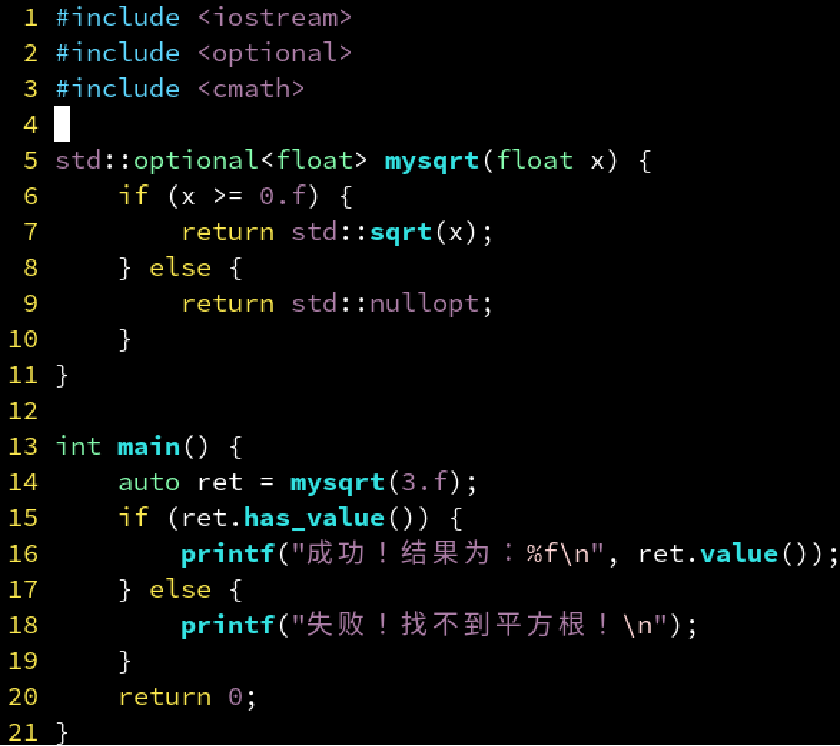 1 #include <iostream>
2 #include <optional>
3 #include <cmath>
4
5 std::optional<float> mysqrt(float x) {
6     if (x >= 0.f) {
7         return std::sqrt(x);
8     } else {
9         return std::nullopt;
10     }
11 }
12
13 int main() {
14     auto ret = mysqrt(3.f);
15     if (ret.has_value()) {
16         printf("成功！结果为：%f\n", ret.value());
17     } else {
18         printf("失败！找不到平方根！\n");
19     }
20     return 0;
21 }